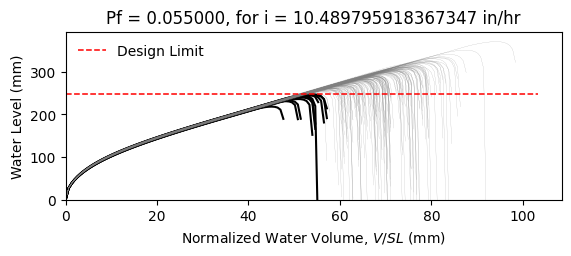 Pf = 0.055000, for i = 10.489795918367347 in/hr
Design Limit
Water Level (mm)
300
200
100
0
0 20 40 60 80 100
Normalized Water Volume, V/SL (mm)